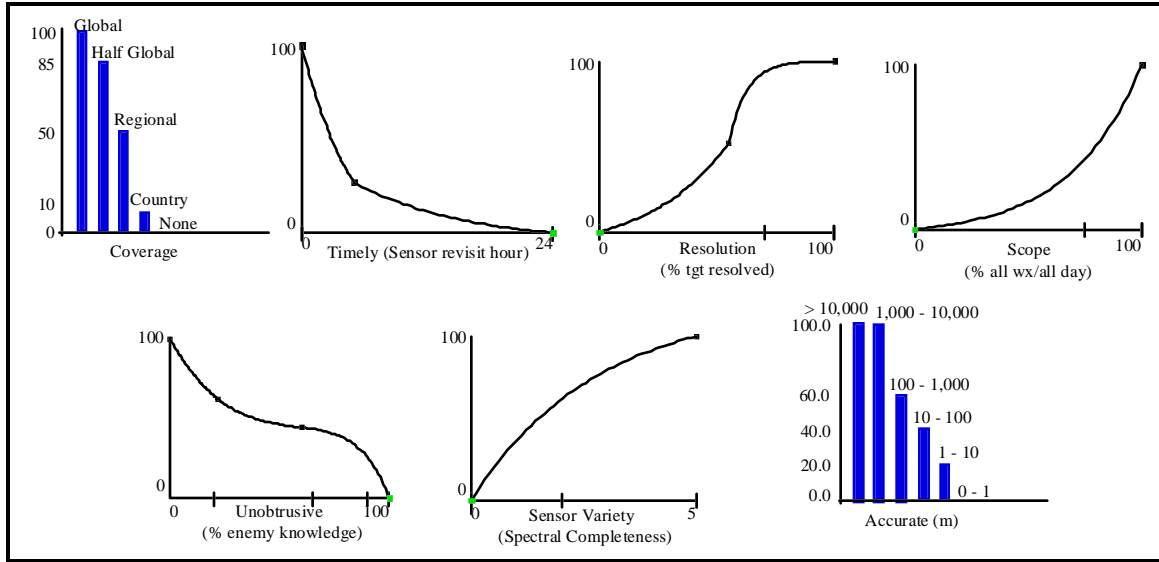 100
Global
Half Global
85
Regional
50
Country
10
None
0
Coverage
100
0
0
24
Timely (Sensor revisit hour)
100
0
0
Resolution
100
(% tgt resolved)
100
0
0
Scope
100
(% all wx/all day)
100
0
0
Unobtrusive
100
(% enemy knowledge)
100
0
0
Sensor Variety
5
(Spectral Completeness)
> 10,000
1,000 - 10,000
100.0
100 - 1,000
60.0
10 - 100
40.0
1 - 10
20.0
0 - 1
0.0
Accurate (m)